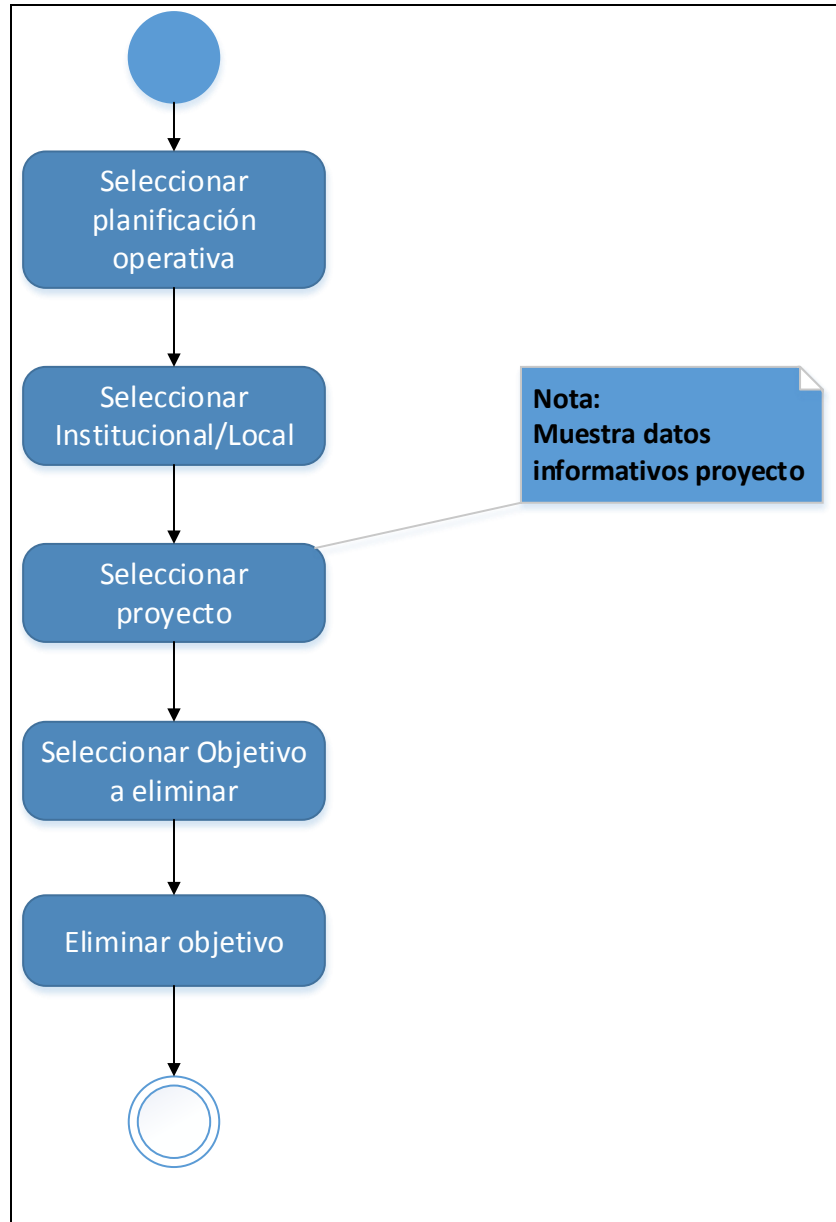 Seleccionar
planificación
operativa
Seleccionar
Institucional/Local
Nota:
Muestra datos
informativos proyecto
Seleccionar
proyecto
Seleccionar Objetivo
a eliminar
Eliminar objetivo